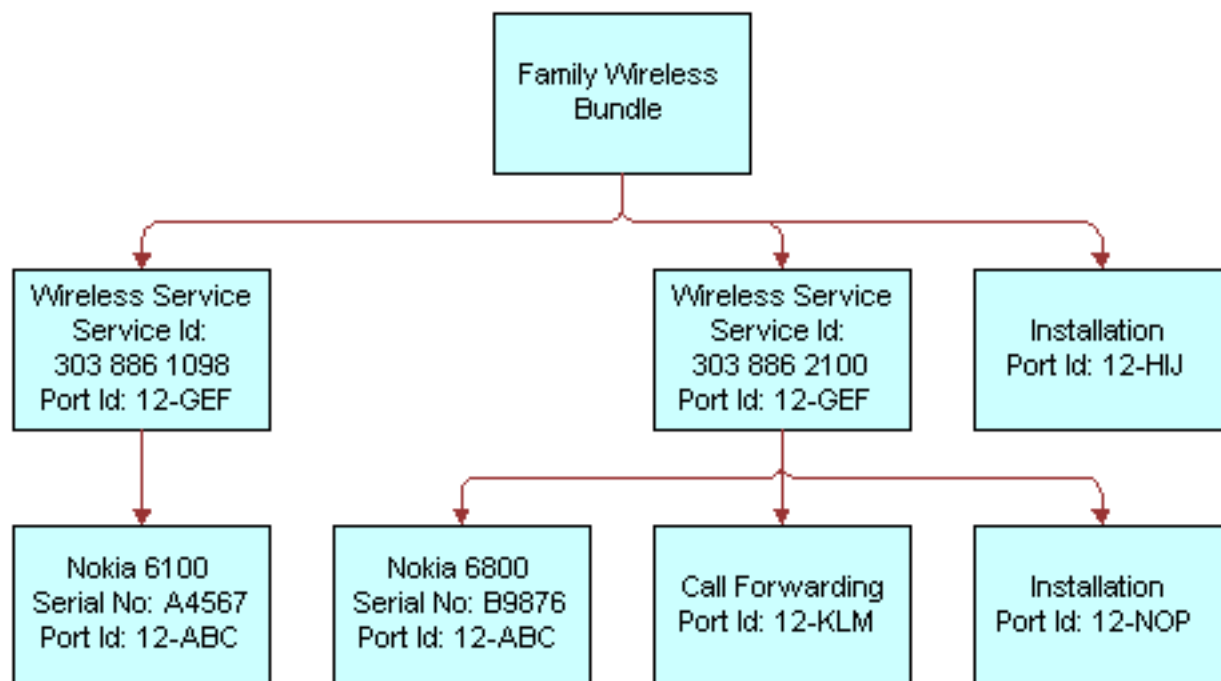 Family Wireless
Bundle
Wireless Service
Service Id:
303 886 1098
Port Id: 12-GEF
Wireless Service
Service Id:
303 886 2100
Port Id: 12-GEF
Installation
Port Id: 12-HIJ
Nokia 6100
Serial No: A4567
Port Id: 12-ABC
Nokia 6800
Serial No: B9876
Port Id: 12-ABC
Call Forwarding
Port Id: 12-KLM
Installation
Port Id: 12-NOP